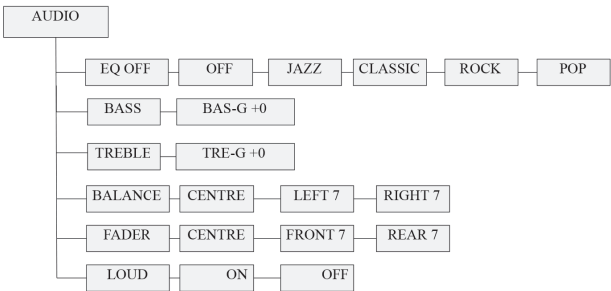 AUDIO
EQ OFF OFF JAZZ CLASSIC ROCK POP
BASS BAS-G +0
TREBLE TRE-G +0
BALANCE CENTRE LEFT 7 RIGHT 7
FADER CENTRE FRONT 7 REAR 7
LOUD ON OFF